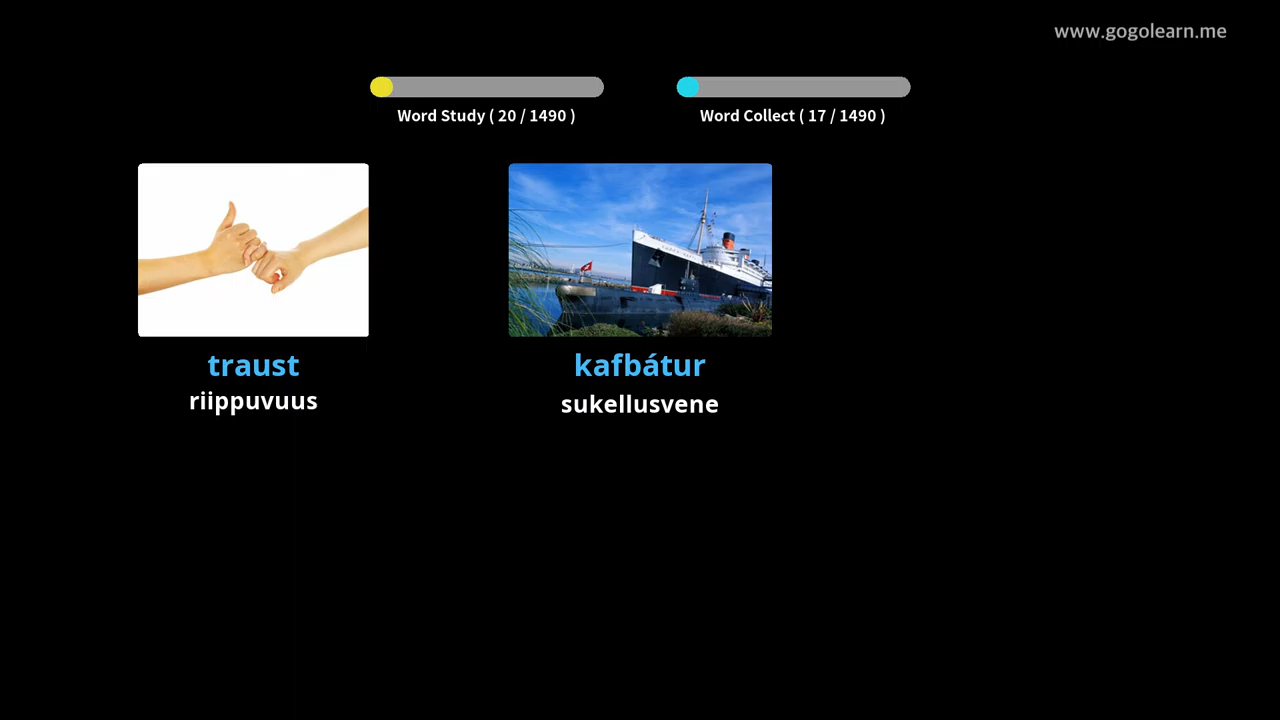 www.gogolearn.me
Word Study ( 20 / 1490 )
Word Collect ( 17 / 1490 )
traust
riippuvuus
kafbátur
sukellusvene